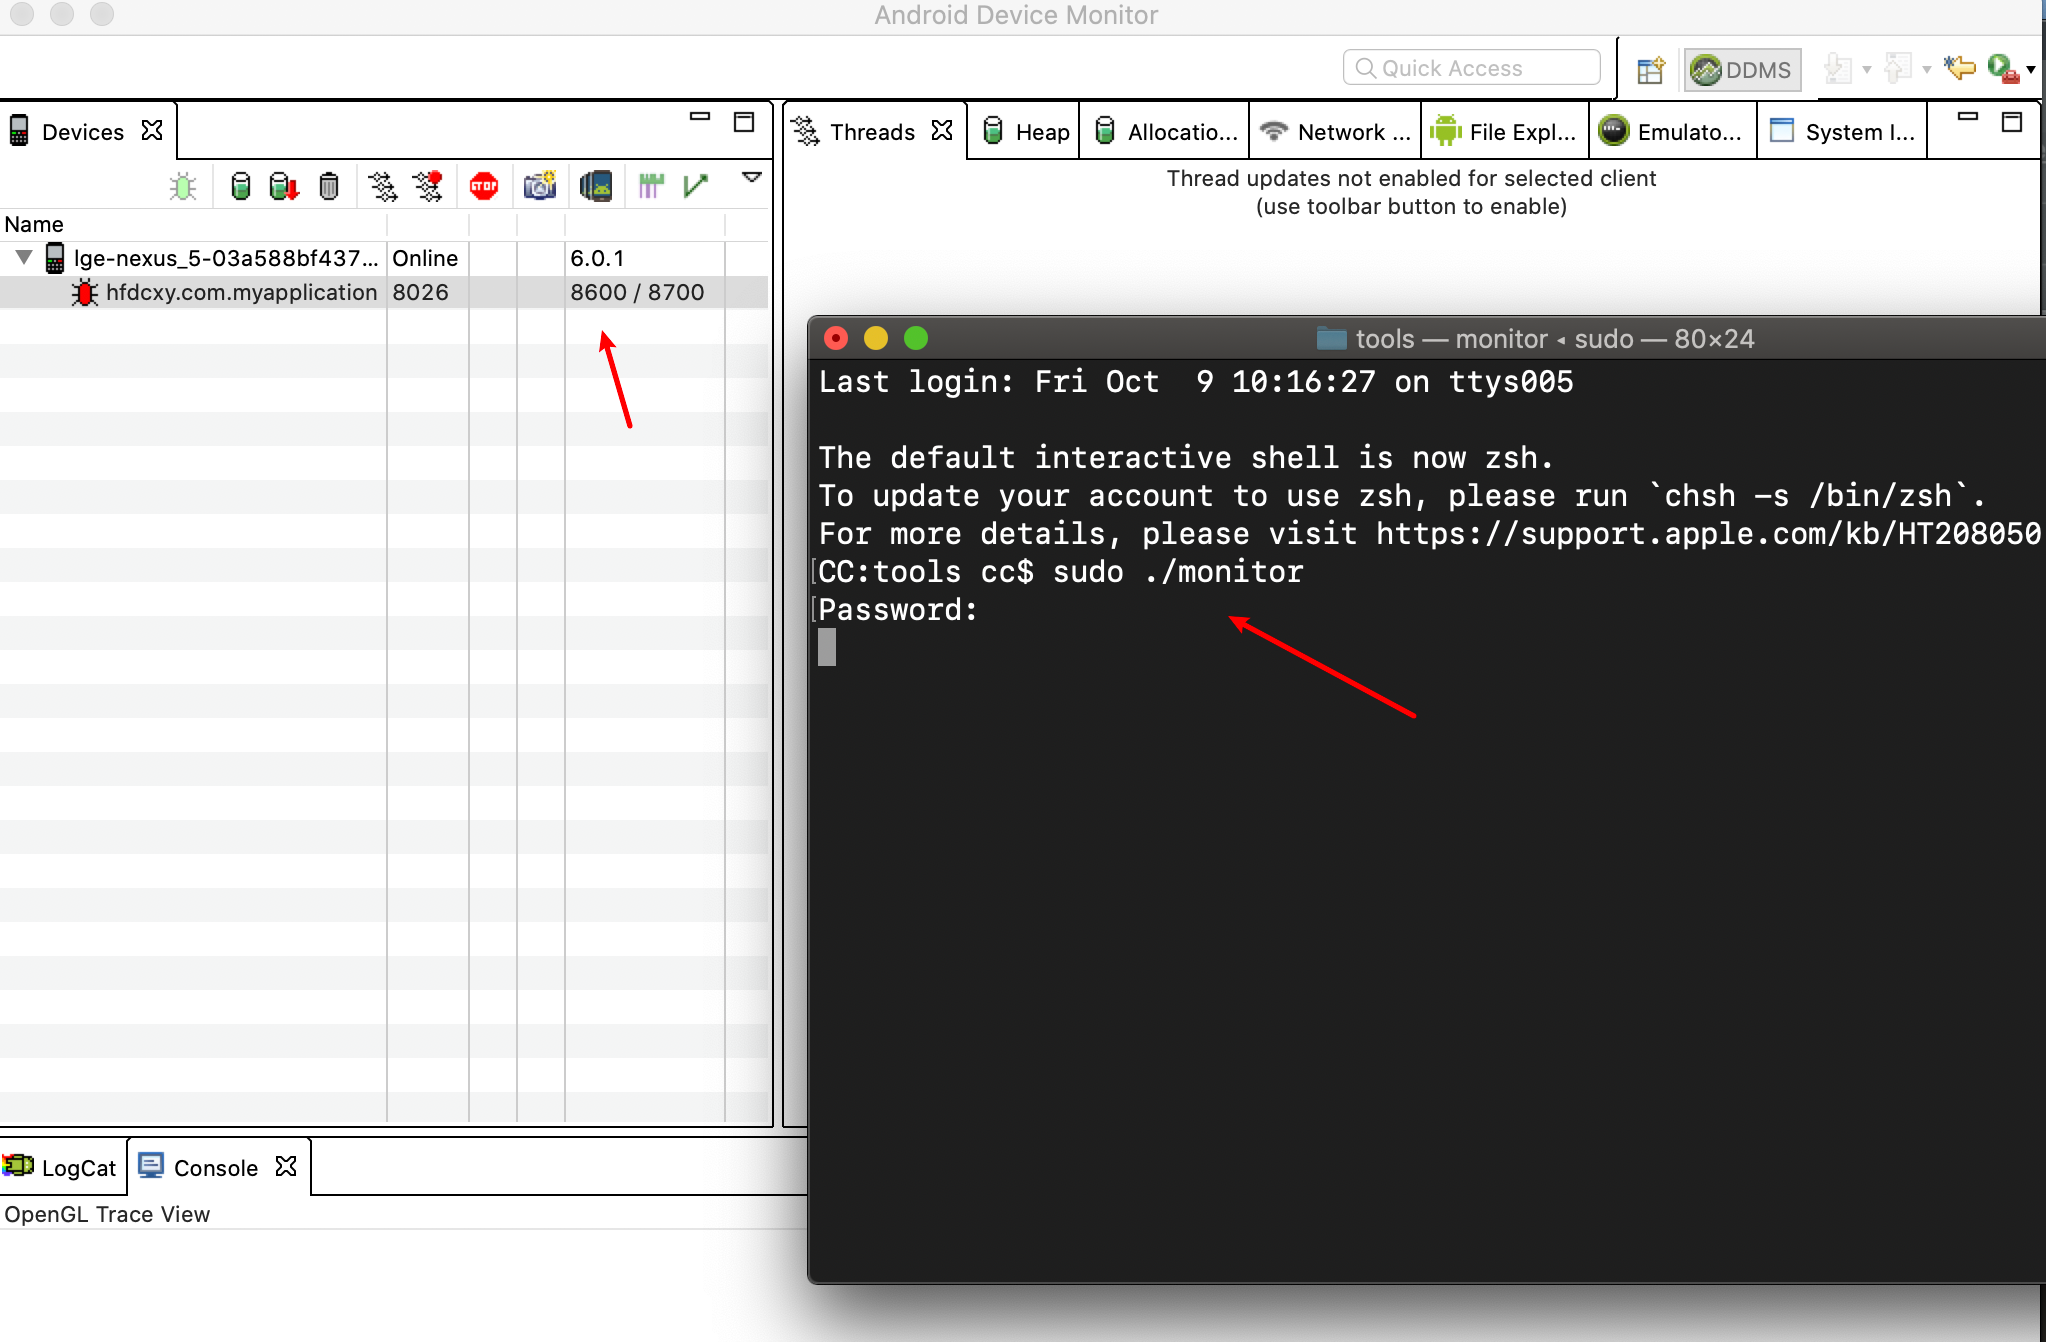 Android Device Monitor
Quick Access
DDMS
Devices
Name
lge-nexus_5-03a588bf437... Online 6.0.1
hfdcxy.com.myapplication 8026 8600 / 8700
Threads
Heap
Allocatio...
Network ...
File Expl...
Emulato...
System I...
Thread updates not enabled for selected client
(use toolbar button to enable)
tools — monitor ◂ sudo — 80×24
Last login: Fri Oct  9 10:16:27 on ttys005
The default interactive shell is now zsh.
To update your account to use zsh, please run `chsh -s /bin/zsh`.
For more details, please visit https://support.apple.com/kb/HT208050
[CC:tools cc$ sudo ./monitor
[Password:
LogCat
Console
OpenGL Trace View